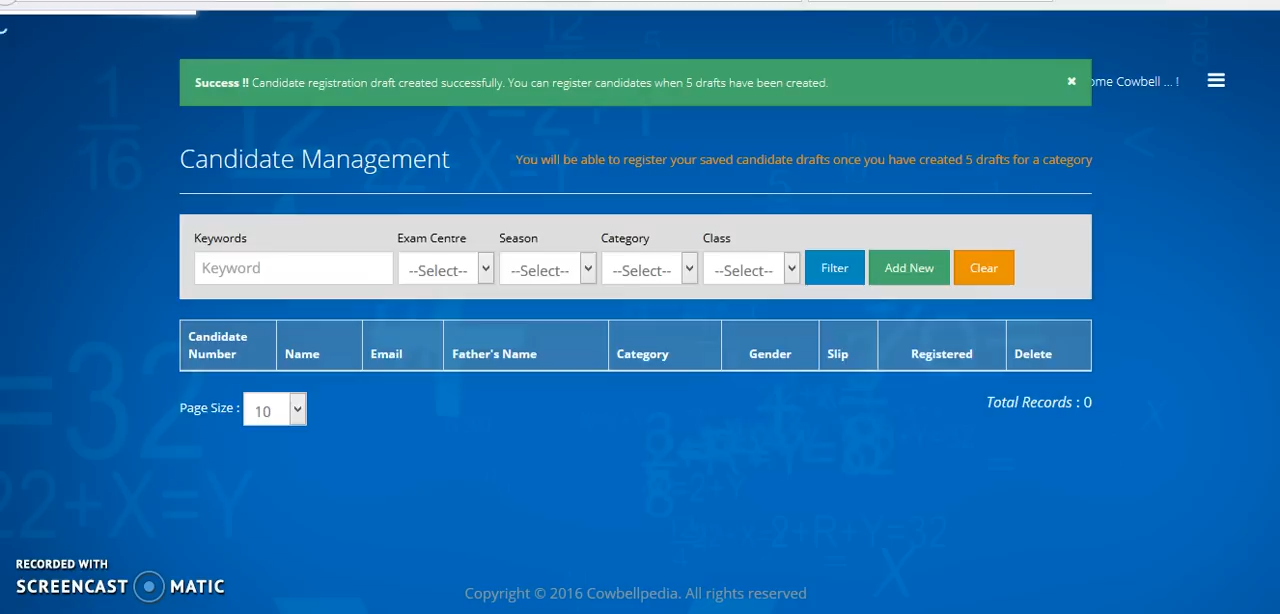 Success !! Candidate registration draft created successfully. You can register candidates when 5 drafts have been created.
ome Cowbell ... !
Candidate Management
You will be able to register your saved candidate drafts once you have created 5 drafts for a category
Keywords Exam Centre Season Category Class
Keyword --Select-- --Select-- --Select-- --Select-- Filter Add New Clear
Candidate Number Name Email Father's Name Category Gender Slip Registered Delete
Page Size : 10
Total Records : 0
RECORDED WITH
SCREENCAST MATIC
Copyright © 2016 Cowbellpedia. All rights reserved